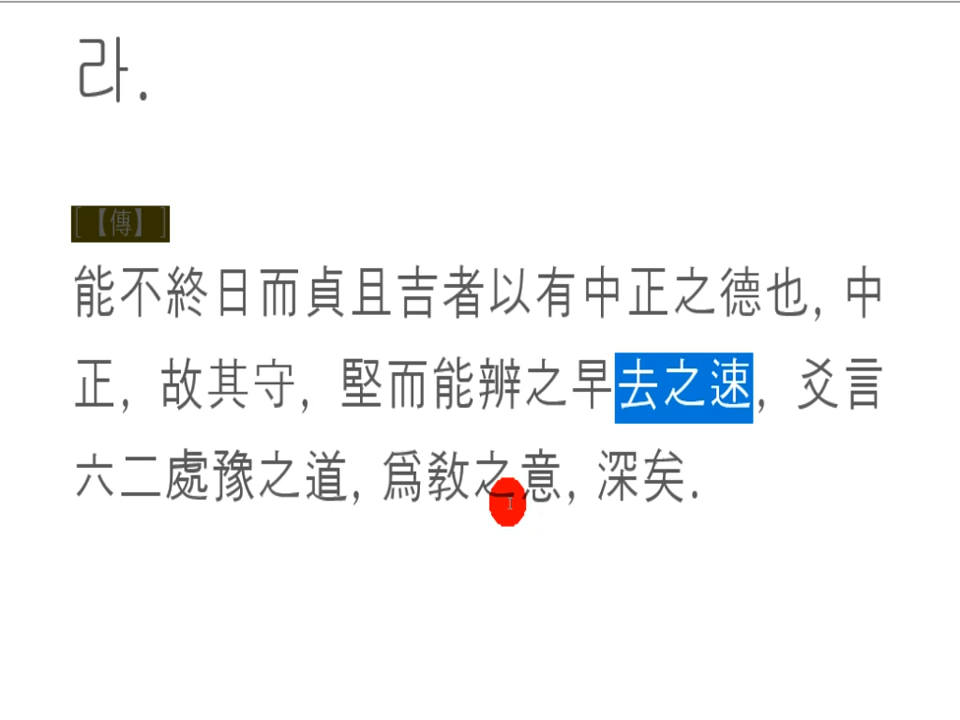 라.
[【傳】]
能不終日而貞且吉者以有中正之德也, 中
正, 故其守, 堅而能辨之早去之速, 爻言
六二處豫之道, 爲敎之意, 深矣.